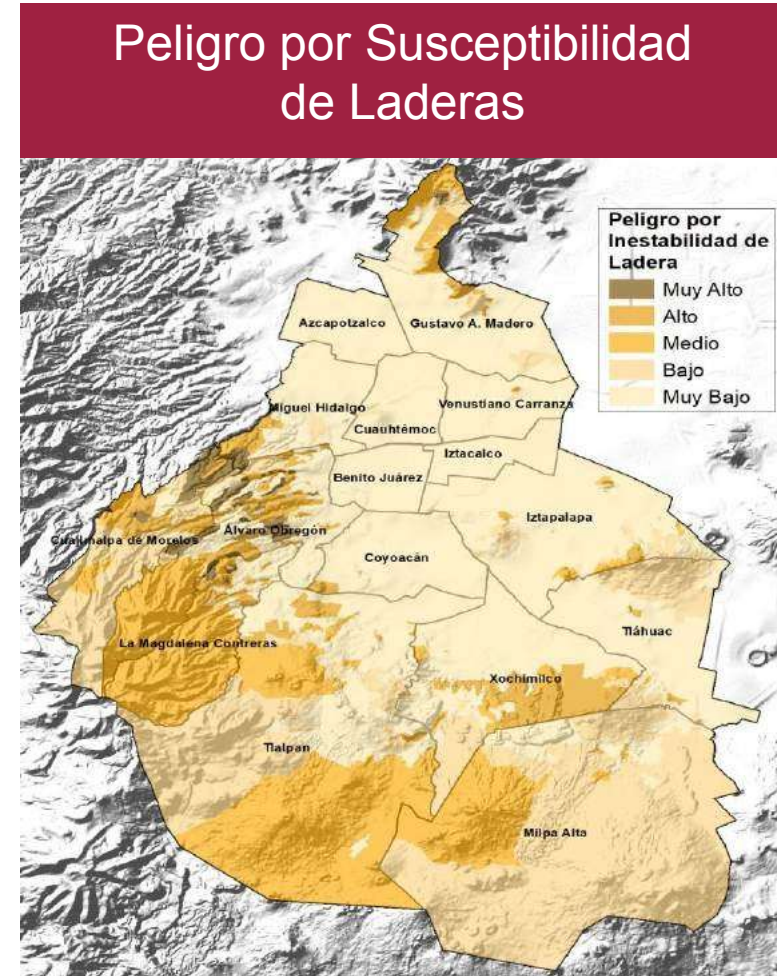 Peligro por Susceptibilidad
de Laderas
Peligro por
Inestabilidad de
Ladera
Muy Alto
Alto
Medio
Bajo
Muy Bajo
Azcapotzalco
Gustavo A. Madero
Miguel Hidalgo
Venustiano Carranza
Cuauhtémoc
Iztacalco
Benito Juárez
Iztapalapa
Cuajimalpa de Morelos
Álvaro Obregón
Coyoacán
Tláhuac
La Magdalena Contreras
Xochimilco
Tlalpan
Milpa Alta